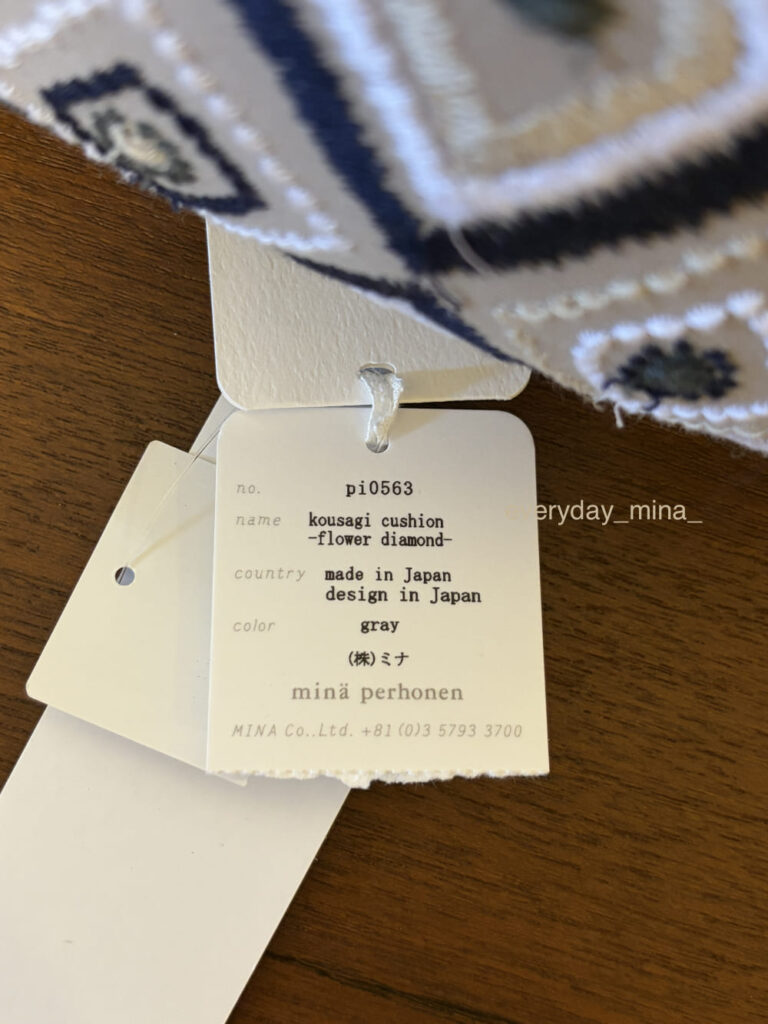 no. pi0563
name kousagi cushion
-flower diamond-
country made in Japan
design in Japan
color gray
(株)ミナ
minä perhonen
MINA Co.,Ltd. +81 (0)3 5793 3700
eryday_mina_